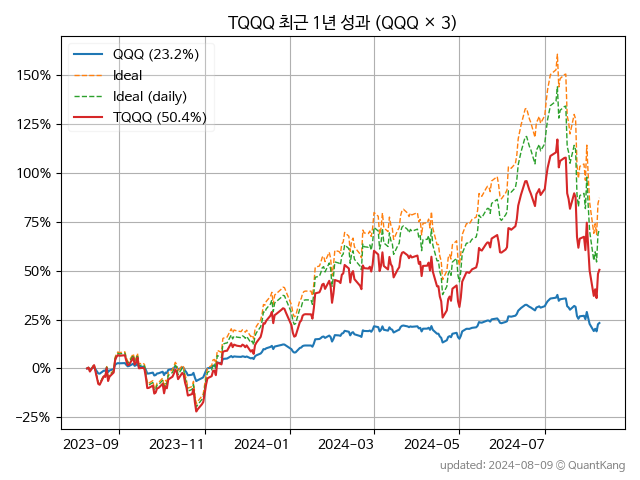 TQQQ 최근 1년 성과 (QQQ × 3)
QQQ (23.2%)
Ideal
Ideal (daily)
TQQQ (50.4%)
150%
125%
100%
75%
50%
25%
0%
−25%
2023-09 2023-11 2024-01 2024-03 2024-05 2024-07
updated: 2024-08-09 © QuantKang